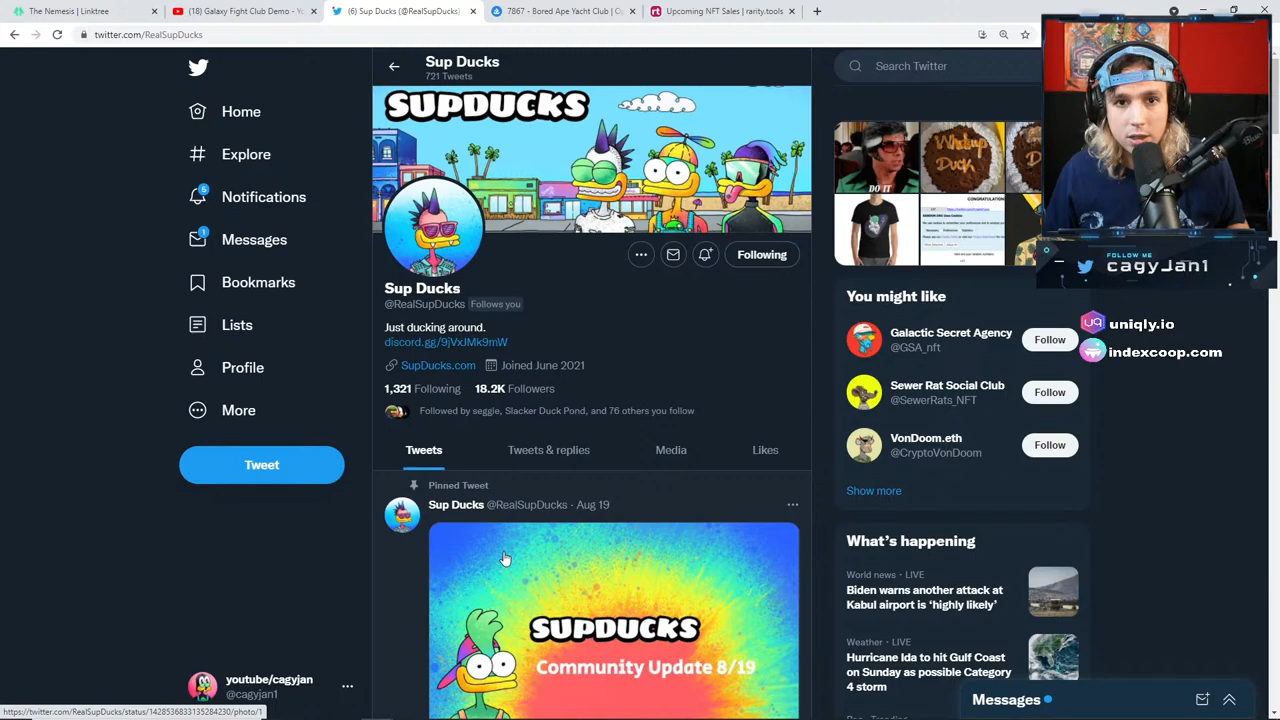 The Nemesis | Linktree
(18) Galaxy Fight Club Demo - Yo
(6) Sup Ducks (@RealSupDucks)
7867 - Bored Ape Yacht Club | O
Upcoming NFT Sales | rarity.tools
twitter.com/RealSupDucks
Sup Ducks
721 Tweets
Search Twitter
Home
Explore
5
Notifications
1
Messages
Bookmarks
Lists
Profile
More
Tweet
SUPDUCKS
Following
Sup Ducks
@RealSupDucks Follows you
Just ducking around.
discord.gg/9jVxJMk9mW
SupDucks.com Joined June 2021
1,321 Following 18.2K Followers
Followed by seggie, Slacker Duck Pond, and 76 others you follow
Tweets
Tweets & replies
Media
Likes
Pinned Tweet
Sup Ducks @RealSupDucks · Aug 19
SUPDUCKS
Community Update 8/19
DO IT
Whatup
Duck
FOLLOW ME
cagyJan1
uniqly.io
indexcoop.com
You might like
Galactic Secret Agency
@GSA_nft
Follow
Sewer Rat Social Club
@SewerRats_NFT
Follow
VonDoom.eth
@CryptoVonDoom
Follow
Show more
What's happening
World news · LIVE
Biden warns another attack at
Kabul airport is 'highly likely'
Weather · LIVE
Hurricane Ida to hit Gulf Coast
on Sunday as possible Category
4 storm
Messages
youtube/cagyjan
@cagyjan1
https://twitter.com/RealSupDucks/status/1428536833135284230/photo/1